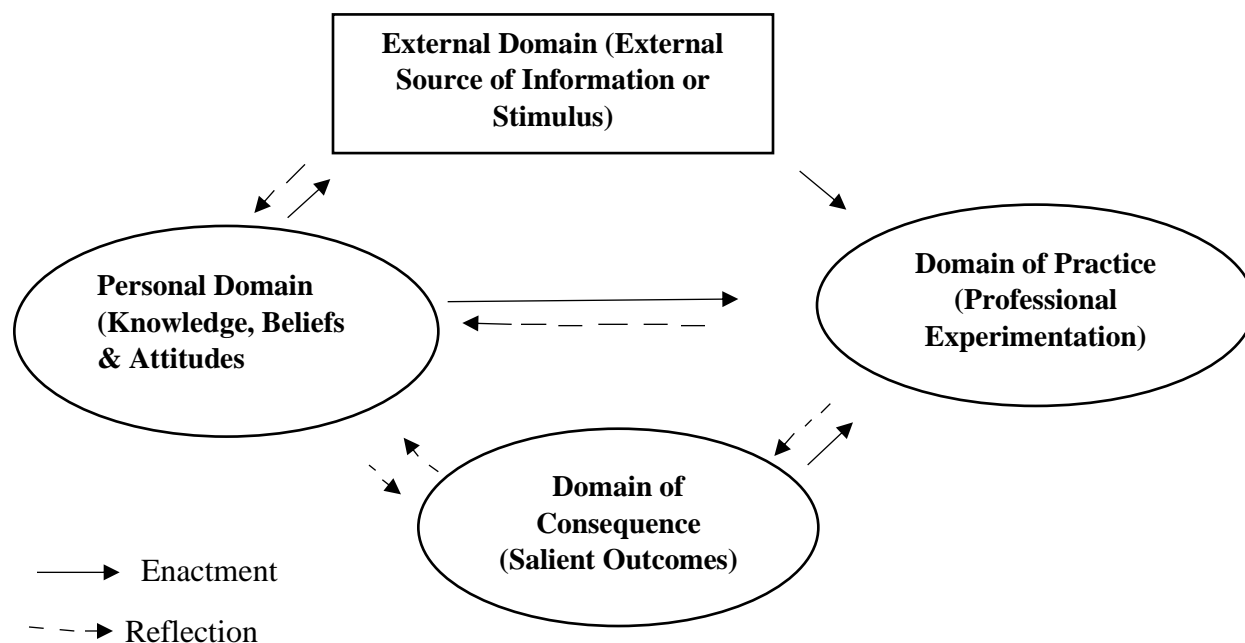 External Domain (External
Source of Information or
Stimulus)
Personal Domain
(Knowledge, Beliefs
& Attitudes
Domain of Practice
(Professional
Experimentation)
Domain of
Consequence
(Salient Outcomes)
Enactment
Reflection